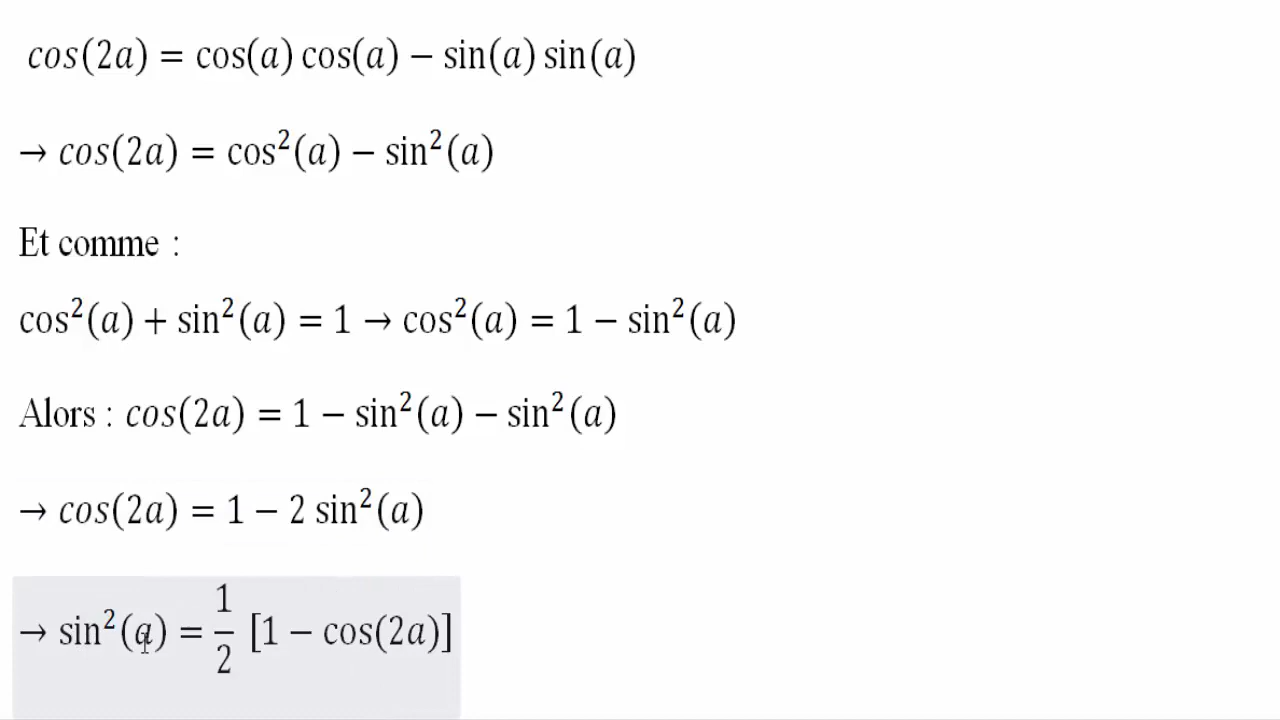 cos(2a) = cos(a) cos(a) − sin(a) sin(a)
→ cos(2a) = cos²(a) − sin²(a)
Et comme :
cos²(a) + sin²(a) = 1 → cos²(a) = 1 − sin²(a)
Alors : cos(2a) = 1 − sin²(a) − sin²(a)
→ cos(2a) = 1 − 2 sin²(a)
→ sin²(a) = 1/2 [1 − cos(2a)]